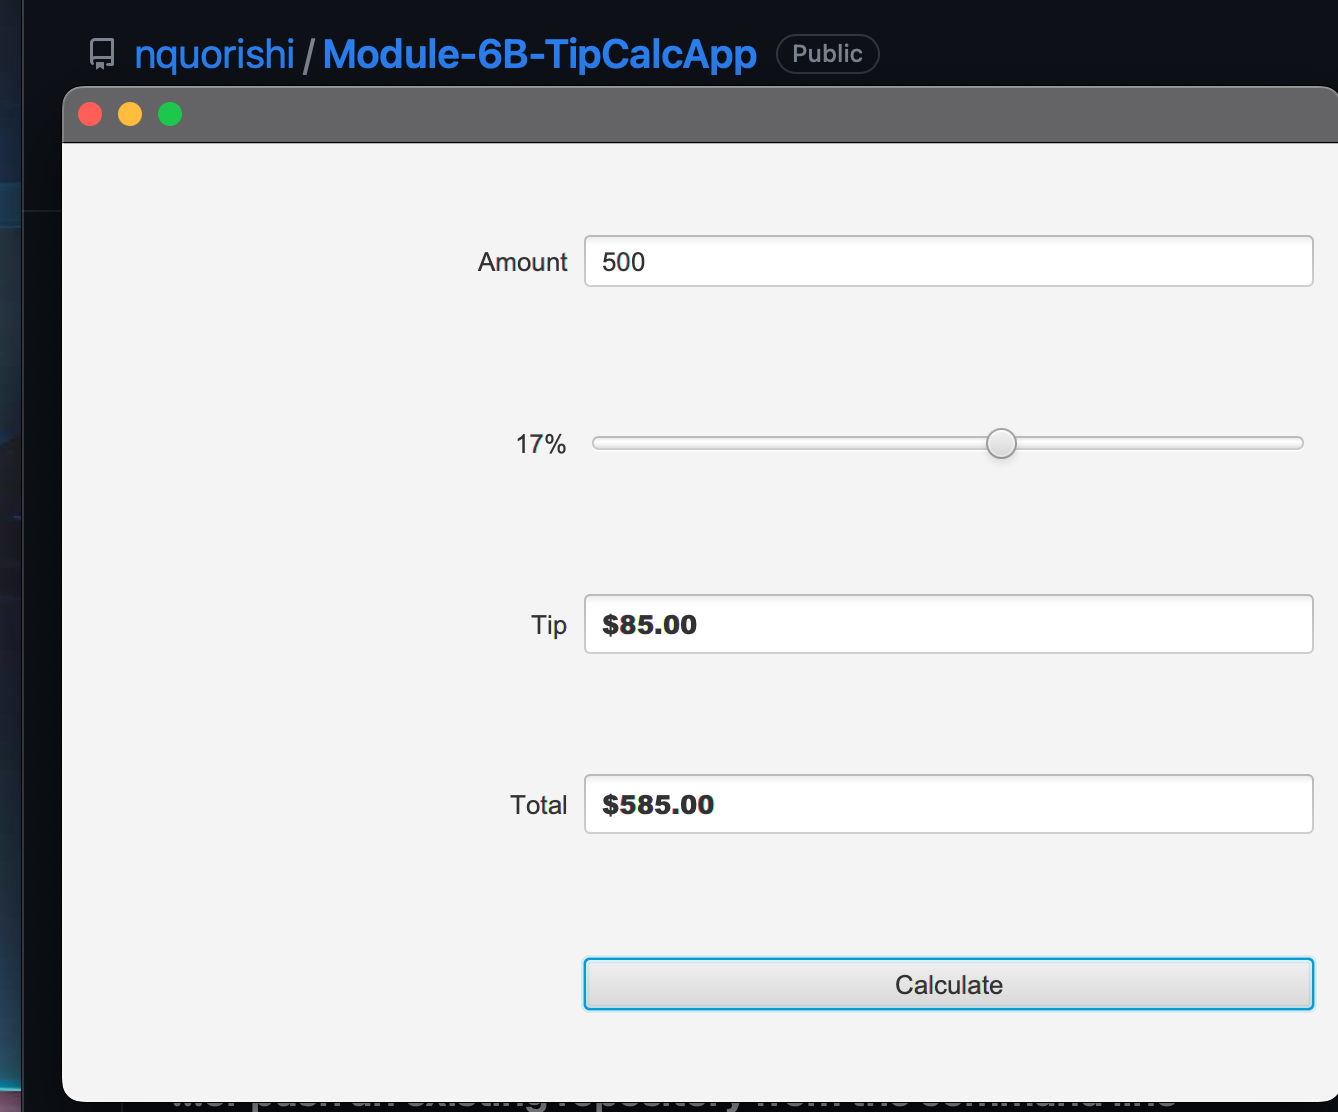 nquorishi / Module-6B-TipCalcApp Public
Amount 500
17%
Tip $85.00
Total $585.00
Calculate
…or push an existing repository from the command line